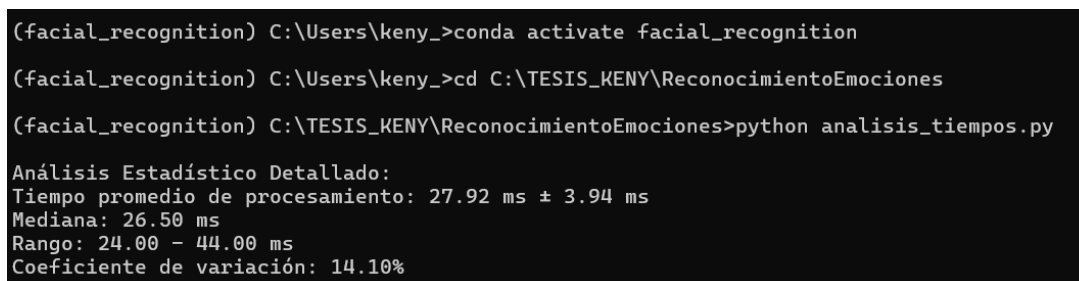 (facial_recognition) C:\Users\keny_>conda activate facial_recognition
(facial_recognition) C:\Users\keny_>cd C:\TESIS_KENY\ReconocimientoEmociones
(facial_recognition) C:\TESIS_KENY\ReconocimientoEmociones>python analisis_tiempos.py
Análisis Estadístico Detallado:
Tiempo promedio de procesamiento: 27.92 ms ± 3.94 ms
Mediana: 26.50 ms
Rango: 24.00 - 44.00 ms
Coeficiente de variación: 14.10%